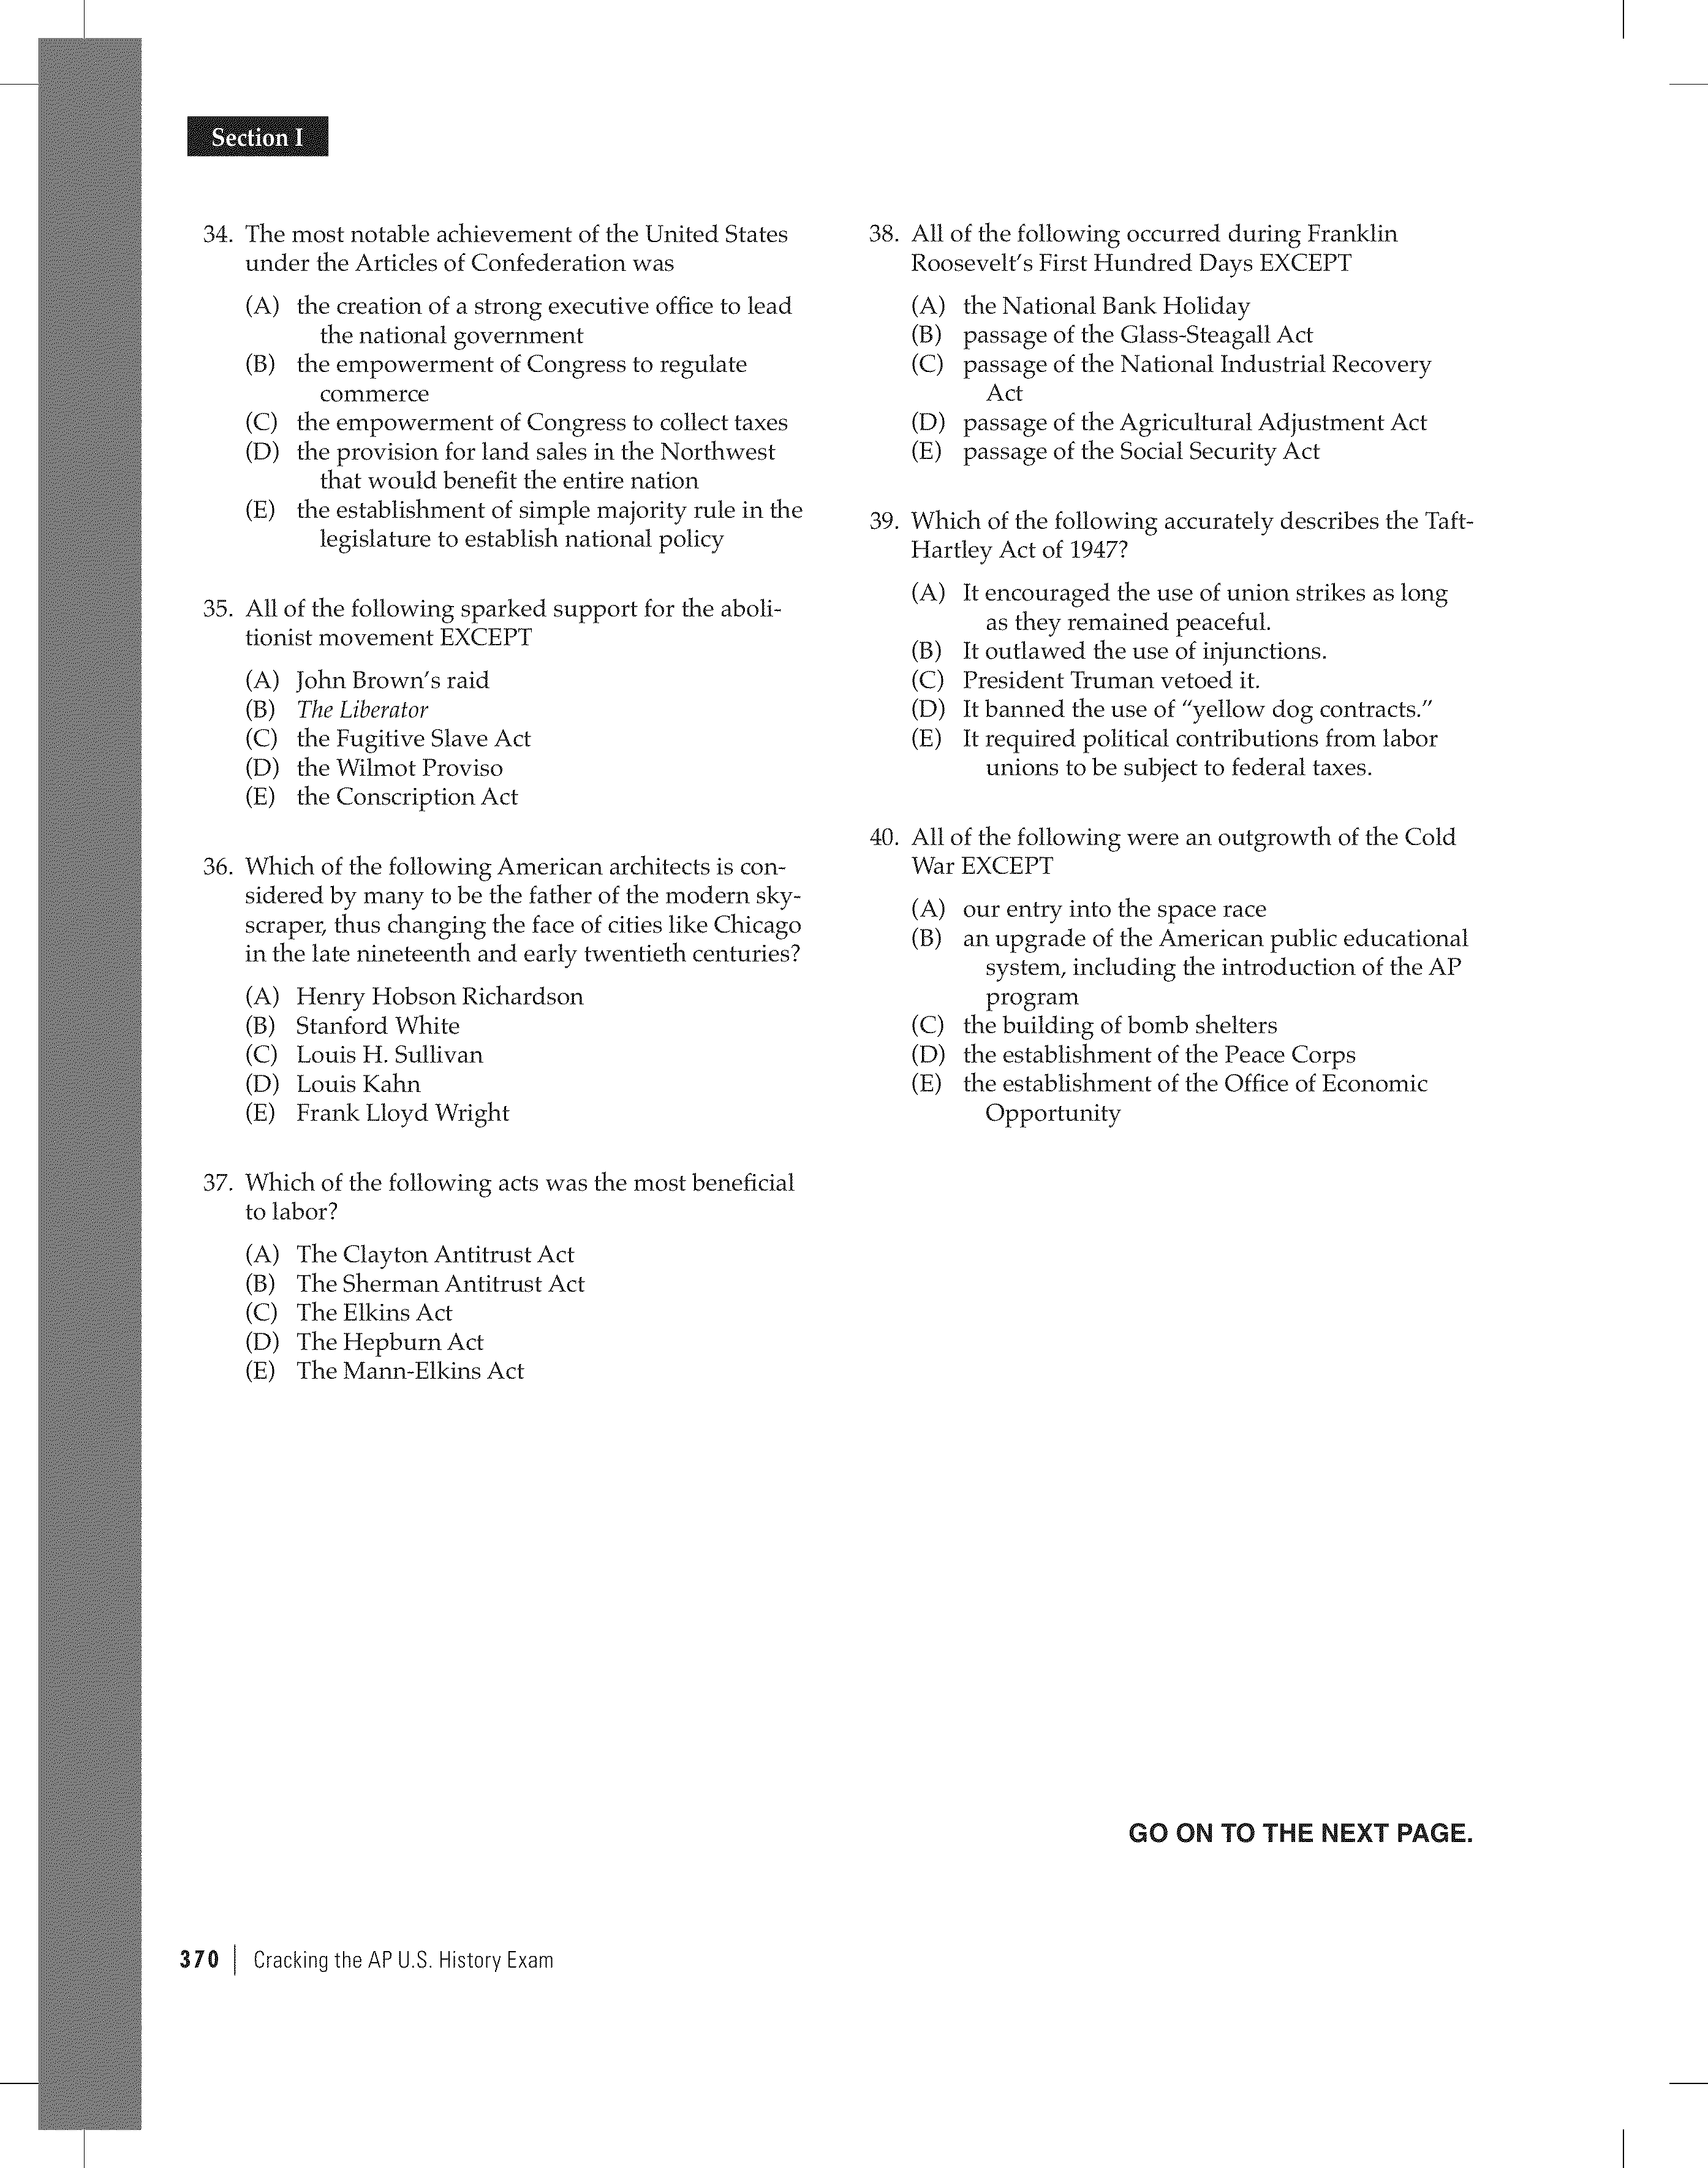 Section I
34. The most notable achievement of the United States
under the Articles of Confederation was
(A) the creation of a strong executive office to lead
the national government
(B) the empowerment of Congress to regulate
commerce
(C) the empowerment of Congress to collect taxes
(D) the provision for land sales in the Northwest
that would benefit the entire nation
(E) the establishment of simple majority rule in the
legislature to establish national policy
35. All of the following sparked support for the aboli-
tionist movement EXCEPT
(A) John Brown's raid
(B) The Liberator
(C) the Fugitive Slave Act
(D) the Wilmot Proviso
(E) the Conscription Act
36. Which of the following American architects is con-
sidered by many to be the father of the modern sky-
scraper, thus changing the face of cities like Chicago
in the late nineteenth and early twentieth centuries?
(A) Henry Hobson Richardson
(B) Stanford White
(C) Louis H. Sullivan
(D) Louis Kahn
(E) Frank Lloyd Wright
37. Which of the following acts was the most beneficial
to labor?
(A) The Clayton Antitrust Act
(B) The Sherman Antitrust Act
(C) The Elkins Act
(D) The Hepburn Act
(E) The Mann-Elkins Act
38. All of the following occurred during Franklin
Roosevelt's First Hundred Days EXCEPT
(A) the National Bank Holiday
(B) passage of the Glass-Steagall Act
(C) passage of the National Industrial Recovery
Act
(D) passage of the Agricultural Adjustment Act
(E) passage of the Social Security Act
39. Which of the following accurately describes the Taft-
Hartley Act of 1947?
(A) It encouraged the use of union strikes as long
as they remained peaceful.
(B) It outlawed the use of injunctions.
(C) President Truman vetoed it.
(D) It banned the use of "yellow dog contracts."
(E) It required political contributions from labor
unions to be subject to federal taxes.
40. All of the following were an outgrowth of the Cold
War EXCEPT
(A) our entry into the space race
(B) an upgrade of the American public educational
system, including the introduction of the AP
program
(C) the building of bomb shelters
(D) the establishment of the Peace Corps
(E) the establishment of the Office of Economic
Opportunity
GO ON TO THE NEXT PAGE.
370 | Cracking the AP U.S. History Exam